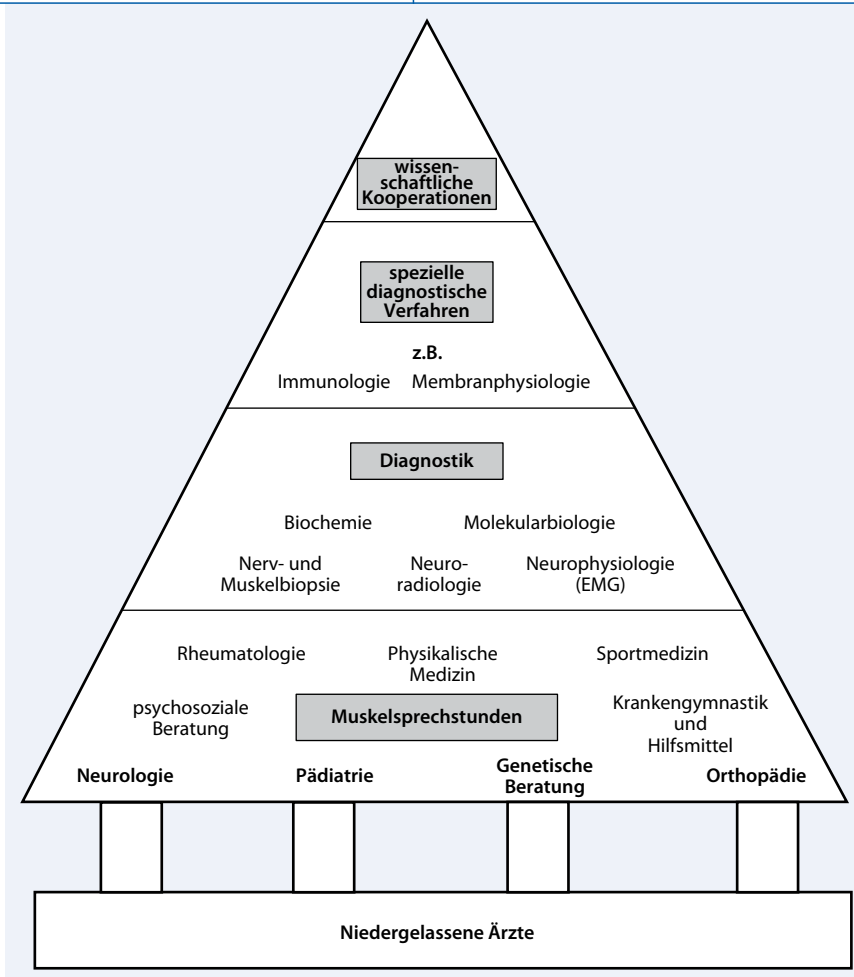 wissen-
schaftliche
Kooperationen
spezielle
diagnostische
Verfahren
z.B.
Immunologie Membranphysiologie
Diagnostik
Biochemie Molekularbiologie
Nerv- und
Muskelbiopsie
Neuro-
radiologie
Neurophysiologie
(EMG)
Rheumatologie
Physikalische
Medizin
Sportmedizin
psychosoziale
Beratung
Muskelsprechstunden
Krankengymnastik
und
Hilfsmittel
Neurologie
Pädiatrie
Genetische
Beratung
Orthopädie
Niedergelassene Ärzte